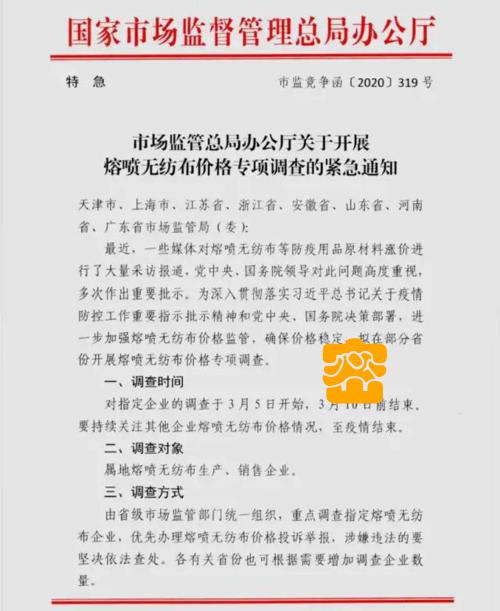 国家市场监督管理总局办公厅
特 急 市监竞争函〔2020〕319号
市场监管总局办公厅关于开展
熔喷无纺布价格专项调查的紧急通知
天津市、上海市、江苏省、浙江省、安徽省、山东省、河南
省、广东省市场监管局（委）：
最近，一些媒体对熔喷无纺布等防疫用品原材料涨价进
行了大量采访报道，党中央、国务院领导对此问题高度重视，
多次作出重要批示。为深入贯彻落实习近平总书记关于疫情
防控工作重要指示批示精神和党中央、国务院决策部署，进
一步加强熔喷无纺布价格监管，确保价格稳定，拟在部分省
份开展熔喷无纺布价格专项调查。
一、调查时间
对指定企业的调查于3月5日开始，3月10日前结束。
要持续关注其他企业熔喷无纺布价格情况，至疫情结束。
二、调查对象
属地熔喷无纺布生产、销售企业。
三、调查方式
由省级市场监管部门统一组织，重点调查指定熔喷无纺
布企业，优先办理熔喷无纺布价格投诉举报，涉嫌违法的要
坚决依法查处。各有关省份也可根据需要增加调查企业数
量。